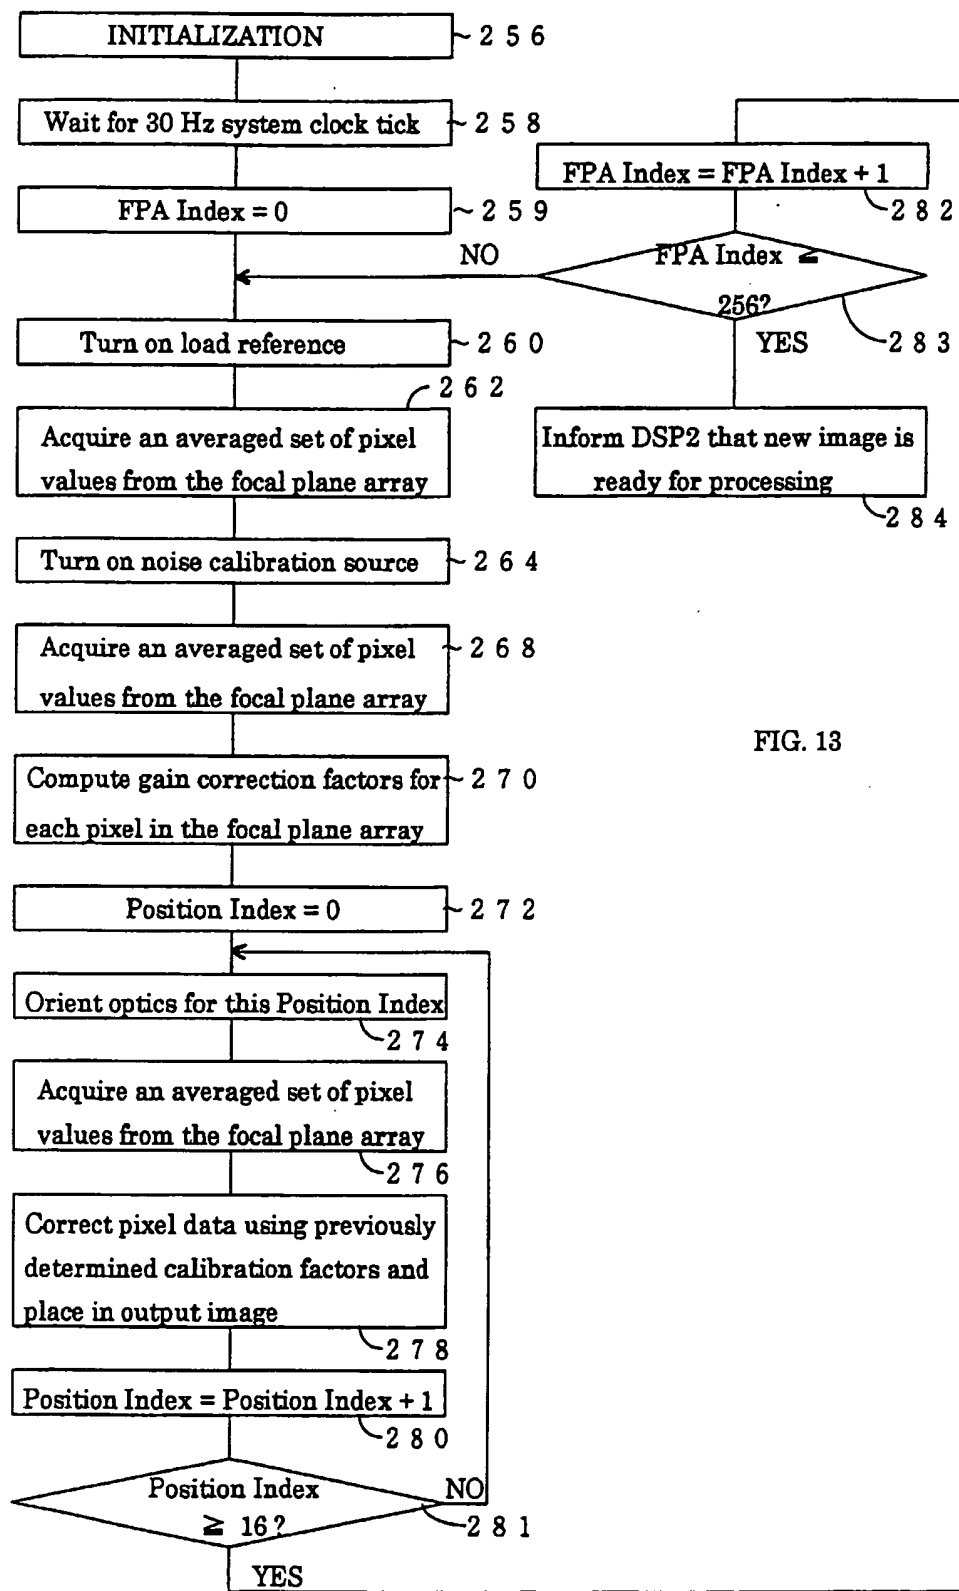 INITIALIZATION
256
Wait for 30 Hz system clock tick
258
FPA Index = 0
259
Turn on load reference
260
262
Acquire an averaged set of pixel
values from the focal plane array
Turn on noise calibration source
264
Acquire an averaged set of pixel
values from the focal plane array
268
Compute gain correction factors for
each pixel in the focal plane array
270
Position Index = 0
272
Orient optics for this Position Index
274
Acquire an averaged set of pixel
values from the focal plane array
276
Correct pixel data using previously
determined calibration factors and
place in output image
278
Position Index = Position Index + 1
280
Position Index
≧ 16?
NO
281
YES
FPA Index = FPA Index + 1
282
FPA Index ≧
256?
NO
283
YES
Inform DSP2 that new image is
ready for processing
284
FIG. 13